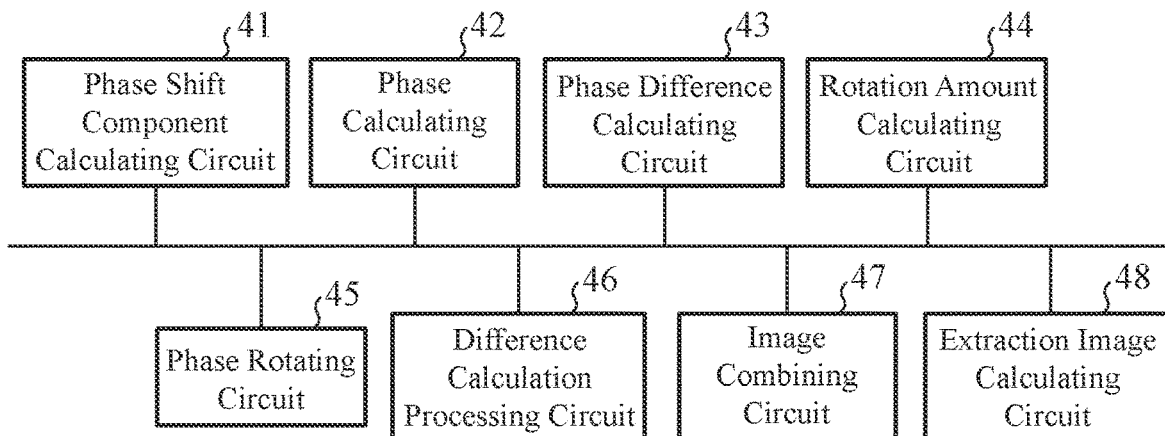 41
Phase Shift
Component
Calculating Circuit
42
Phase
Calculating
Circuit
43
Phase Difference
Calculating
Circuit
44
Rotation Amount
Calculating
Circuit
45
Phase Rotating
Circuit
46
Difference
Calculation
Processing Circuit
47
Image
Combining
Circuit
48
Extraction Image
Calculating
Circuit